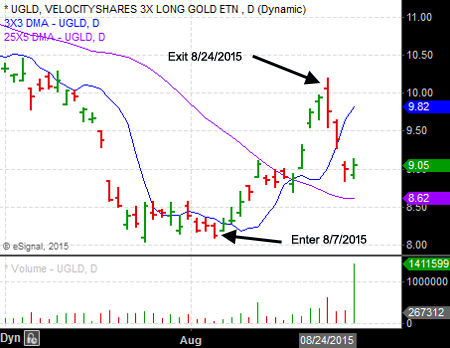 * UGLD, VELOCITYSHARES 3X LONG GOLD ETN , D (Dynamic)
3X3 DMA - UGLD, D
25X5 DMA - UGLD, D
11.00
10.50
Exit 8/24/2015
10.00
9.82
9.50
9.05
8.62
8.50
Enter 8/7/2015
8.00
© eSignal, 2015
* Volume - UGLD, D
1411599
1000000
267312
Dyn
Aug
08/24/2015